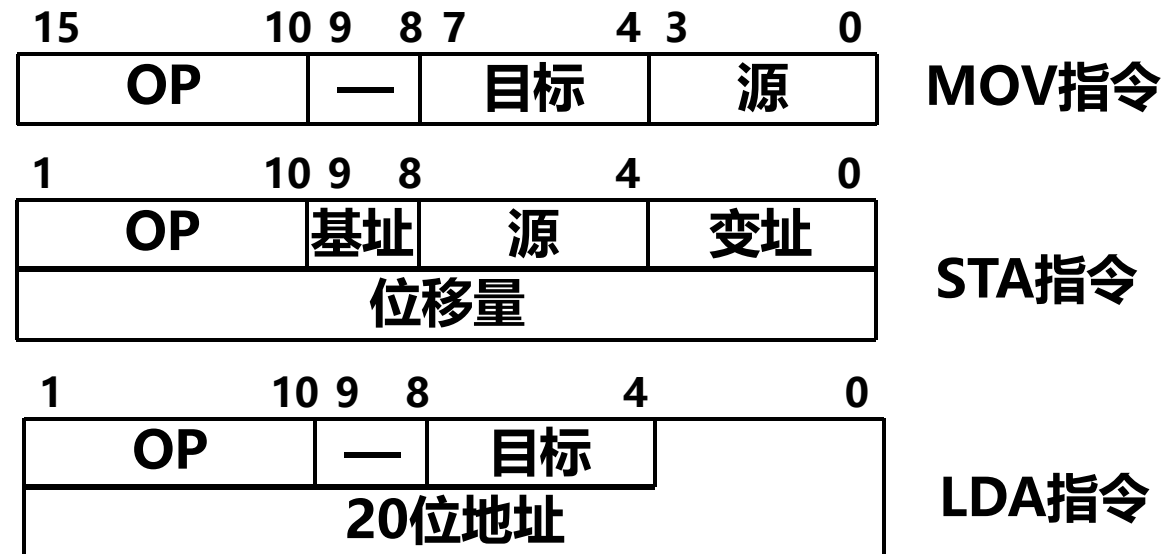 15 10 9 8 7 4 3 0
OP — 目标 源 MOV指令
1 10 9 8 4 0
OP 基址 源 变址
位移量 STA指令
1 10 9 8 4 0
OP — 目标
20位地址 LDA指令